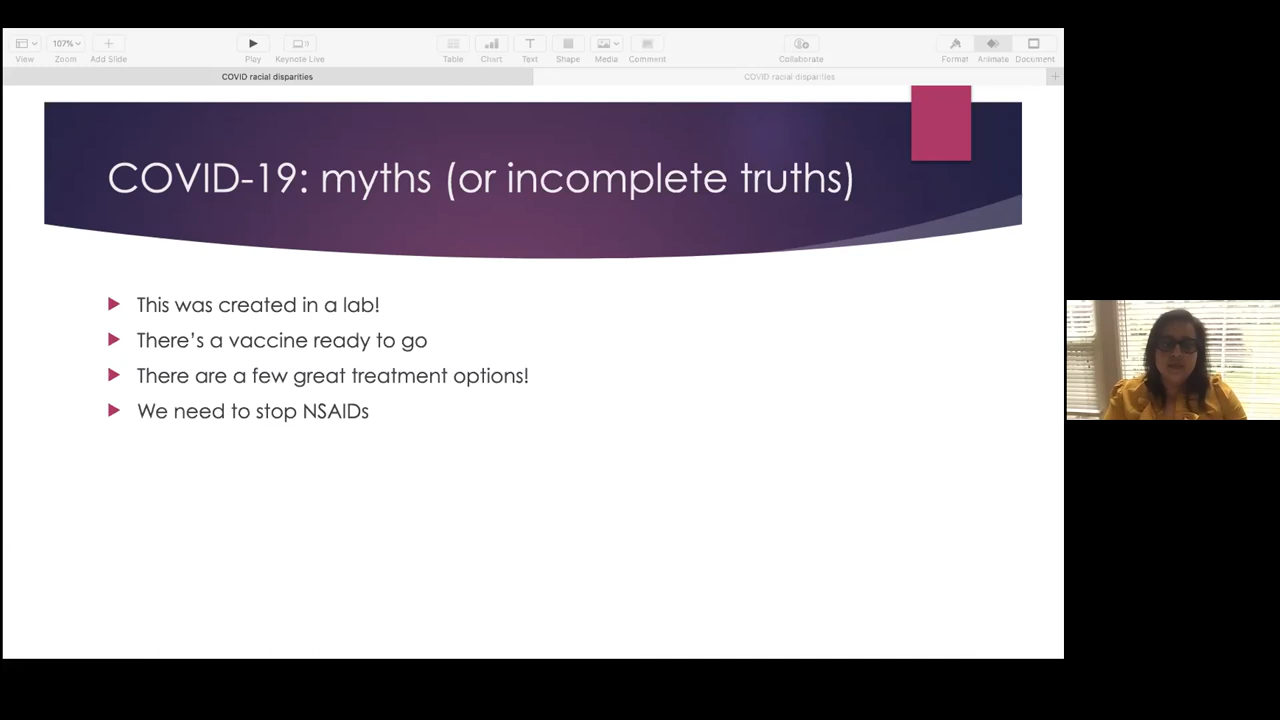 107%
View
Zoom
Add Slide
Play
Keynote Live
Table
Chart
Text
Shape
Media
Comment
Collaborate
Format
Animate
Document
COVID racial disparities
COVID racial disparities
COVID-19: myths (or incomplete truths)
This was created in a lab!
There's a vaccine ready to go
There are a few great treatment options!
We need to stop NSAIDs